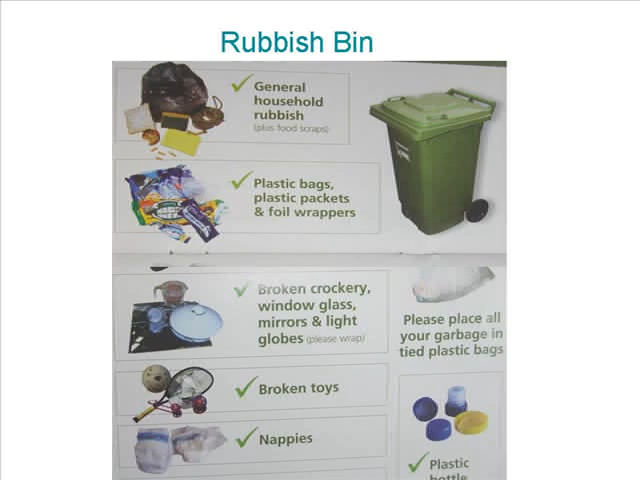 Rubbish Bin
General
household
rubbish
(plus food scraps)
Plastic bags,
plastic packets
& foil wrappers
Broken crockery,
window glass,
mirrors & light
globes (please wrap)
Please place all
your garbage in
tied plastic bags
Broken toys
Nappies
Plastic
bottle